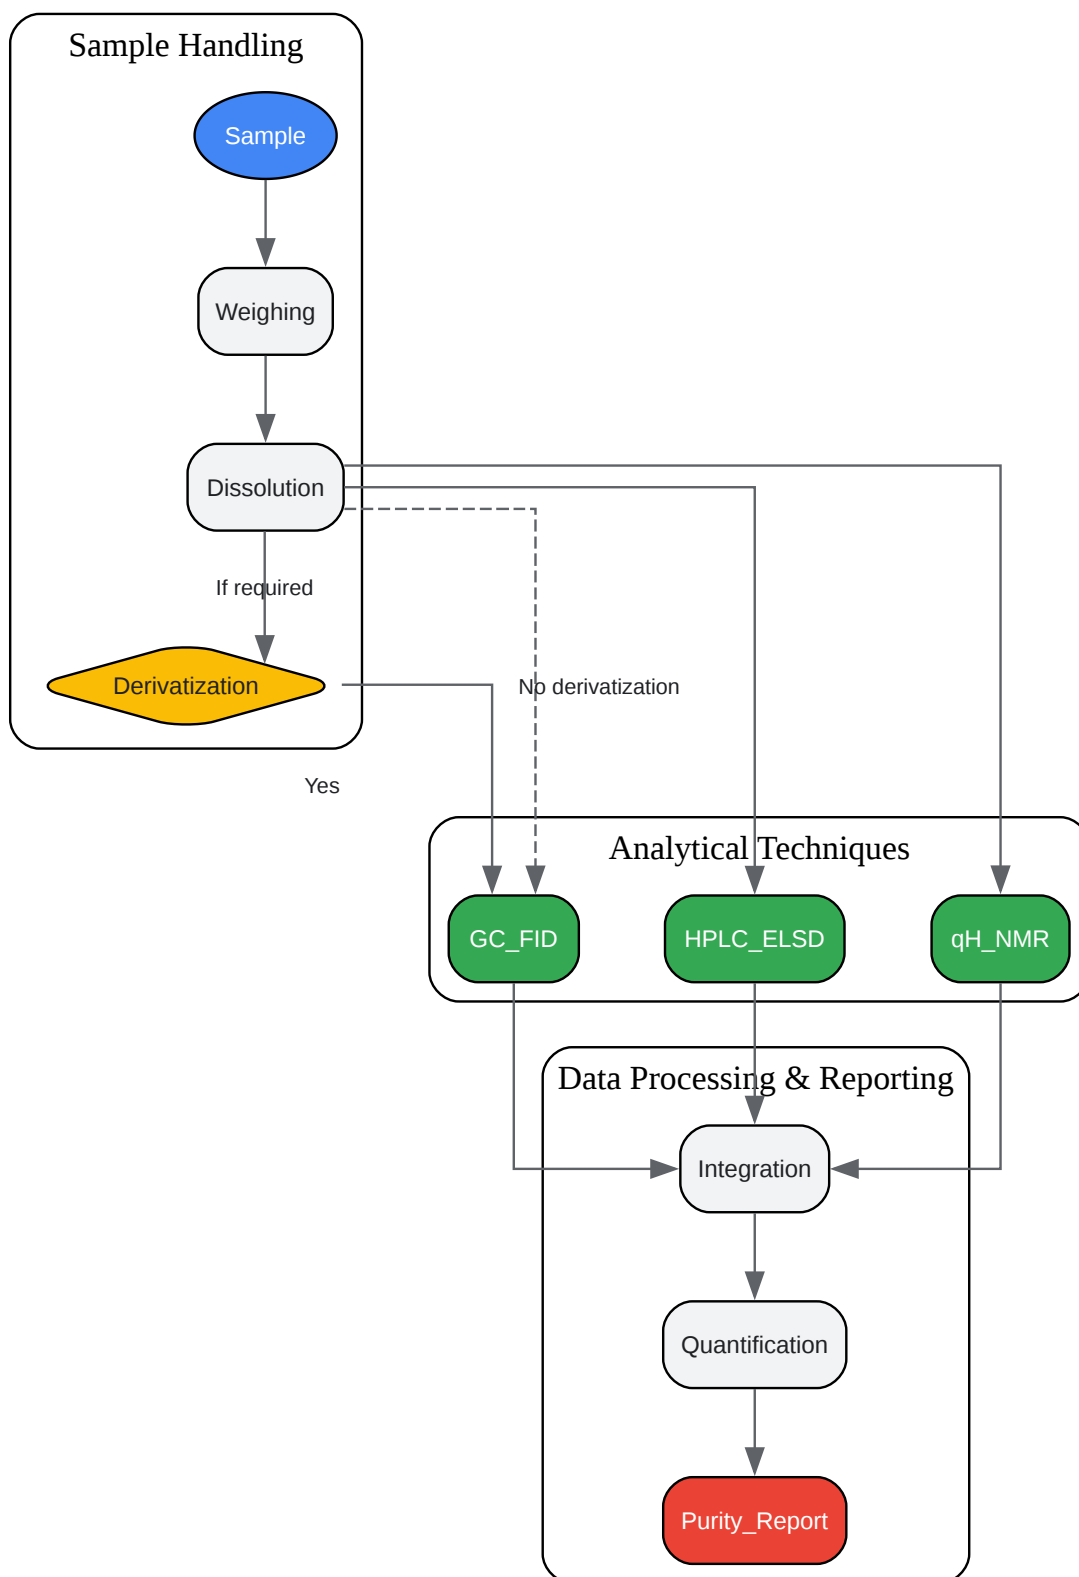 Sample Handling
Sample
Weighing
Dissolution
If required
Derivatization
No derivatization
Yes
Analytical Techniques
GC_FID
HPLC_ELSD
qH_NMR
Data Processing & Reporting
Integration
Quantification
Purity_Report